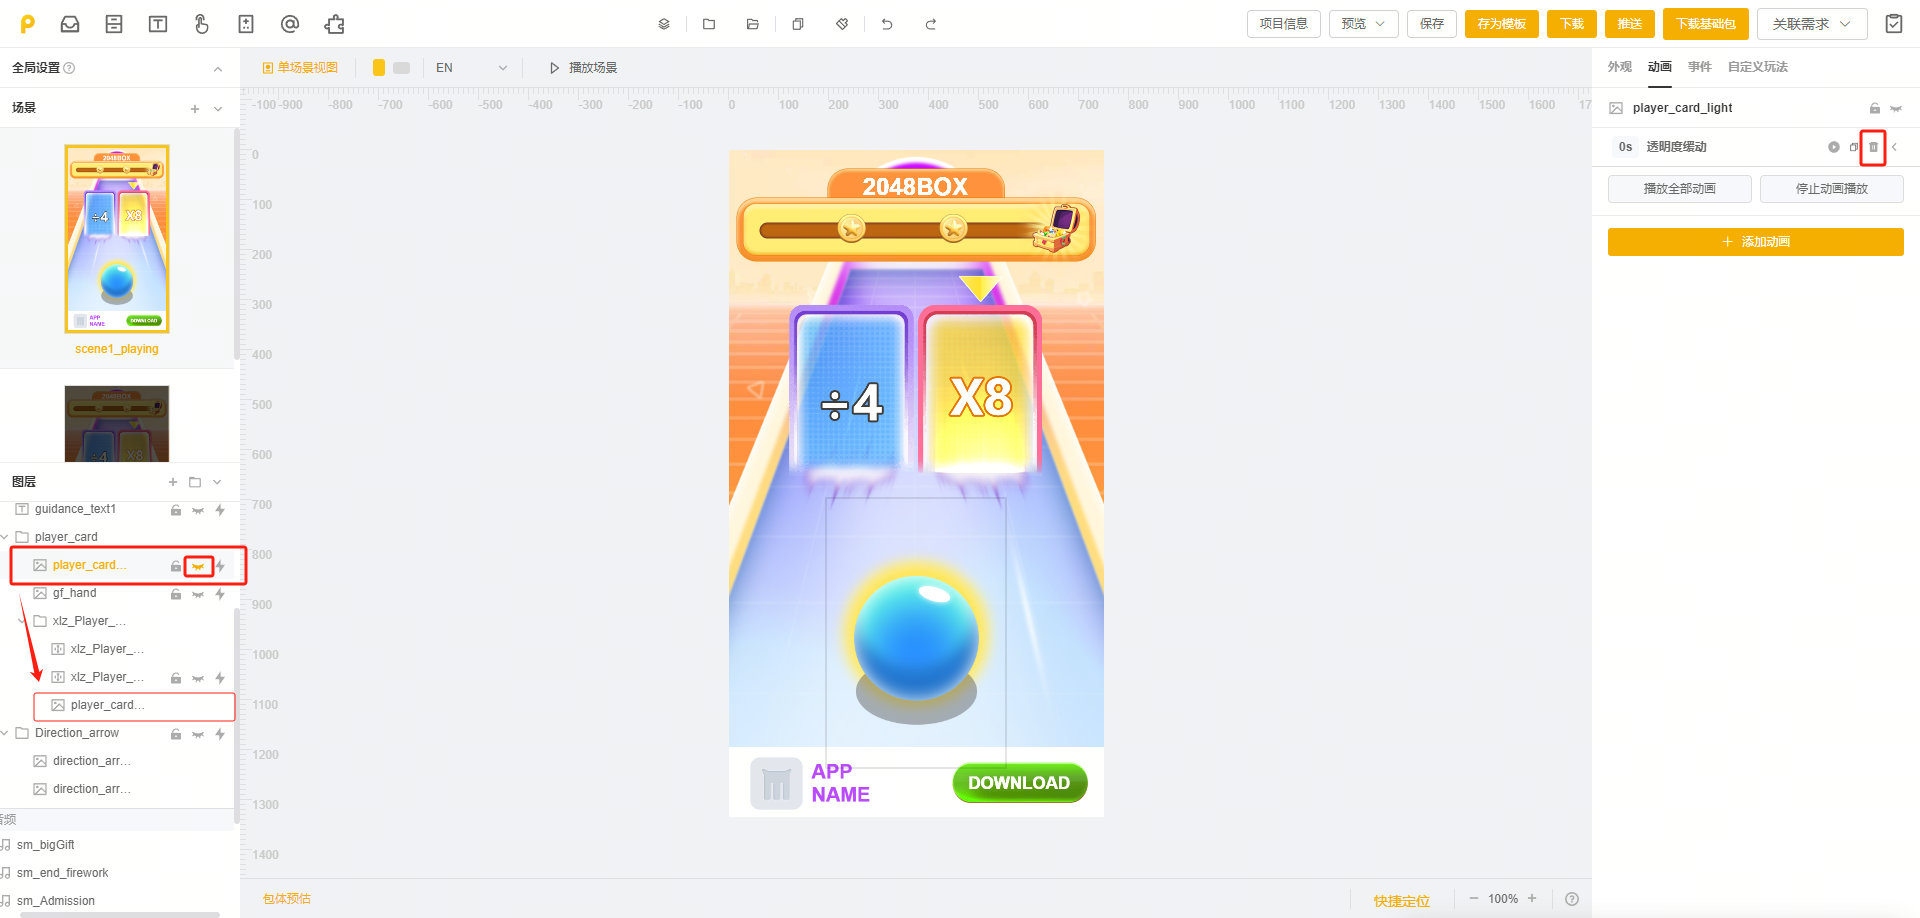 项目信息
预览
保存
存为模板
下载
推送
下载基础包
关联需求
全局设置
单场景视图
EN
播放场景
外观
动画
事件
自定义玩法
场景
-100
-900
-800
-700
-600
-500
-400
-300
-200
-100
0
100
200
300
400
500
600
700
800
900
1000
1100
1200
1300
1400
1500
1600
17
player_card_light
0s
透明度缓动
播放全部动画
停止动画播放
添加动画
2048BOX
÷4
X8
APP
NAME
DOWNLOAD
scene1_playing
2048BOX
÷4
图层
guidance_text1
player_card
player_card...
gf_hand
xlz_Player_...
xlz_Player_...
xlz_Player_...
player_card...
Direction_arrow
direction_arr...
direction_arr...
音频
sm_bigGift
sm_end_firework
sm_Admission
0
100
200
300
400
500
600
700
800
900
1000
1100
1200
1300
1400
2048BOX
÷4
X8
APP
NAME
DOWNLOAD
包体预估
快捷定位
100%